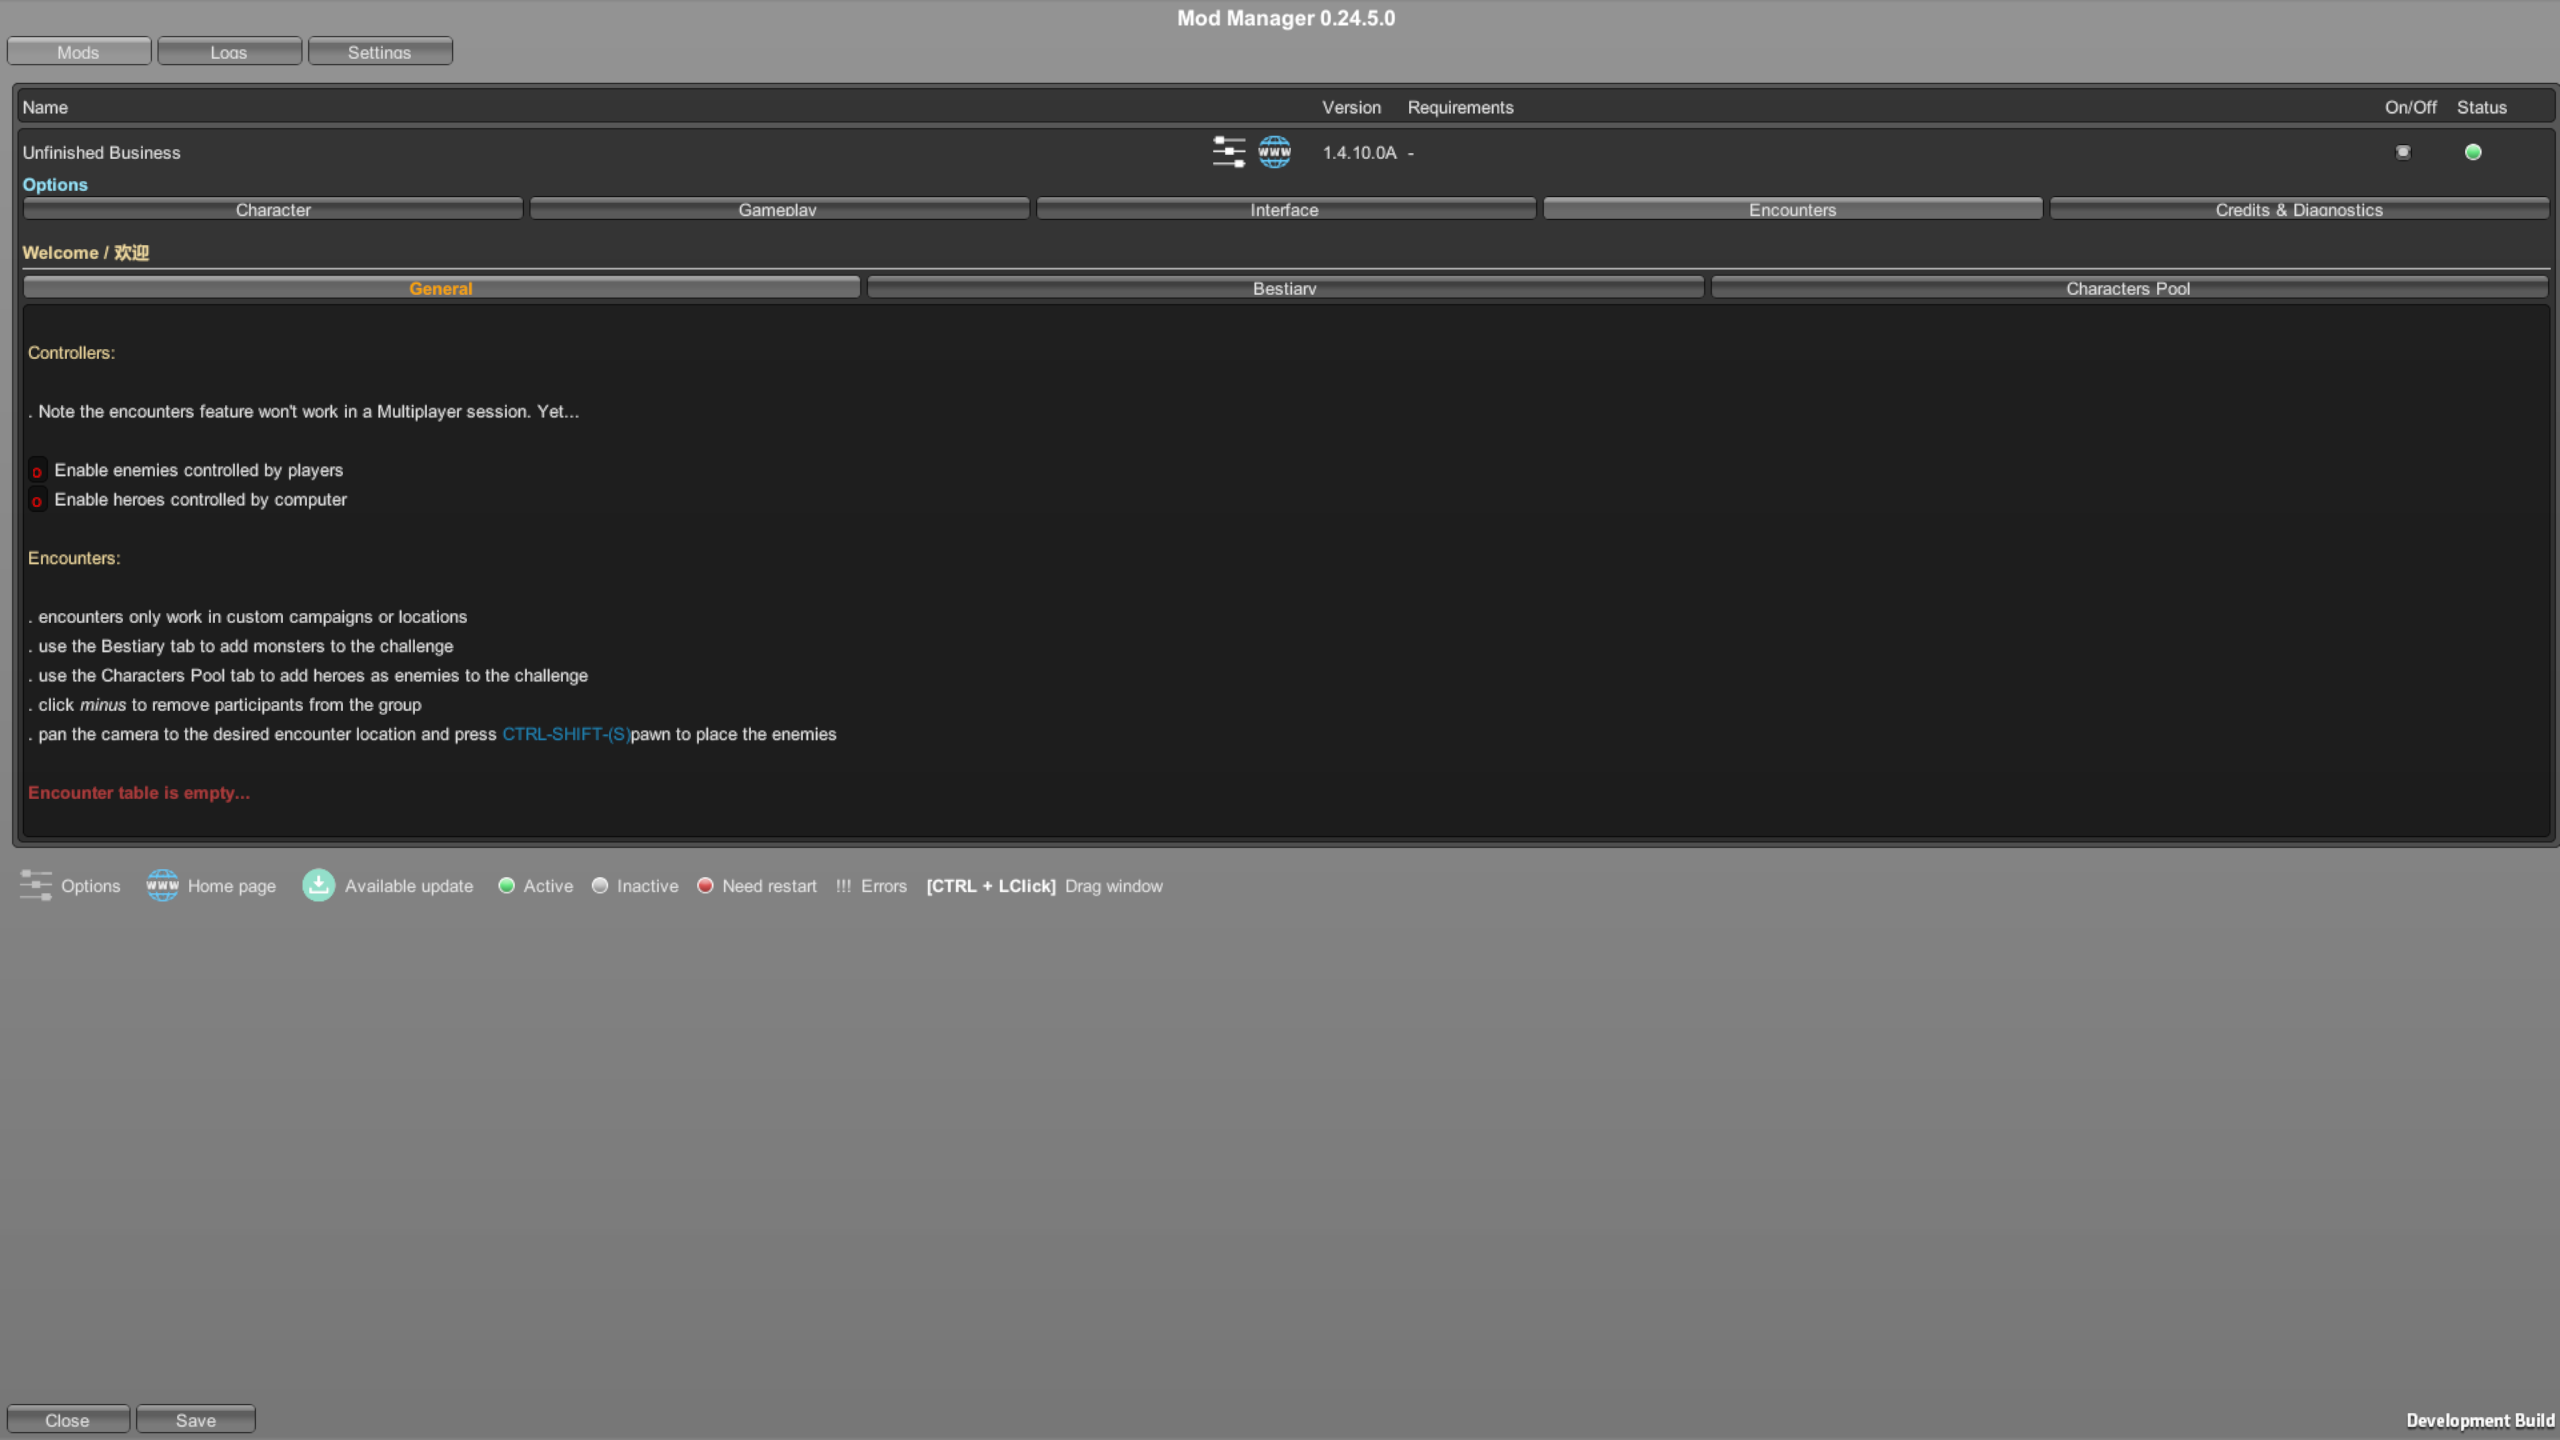 Mod Manager 0.24.5.0
Mods Logs Settings
Name Version Requirements On/Off Status
Unfinished Business www 1.4.10.0A -
Options
Character Gameplay Interface Encounters Credits & Diagnostics
Welcome / 欢迎
General Bestiary Characters Pool
Controllers:
. Note the encounters feature won't work in a Multiplayer session. Yet...
o Enable enemies controlled by players
o Enable heroes controlled by computer
Encounters:
. encounters only work in custom campaigns or locations
. use the Bestiary tab to add monsters to the challenge
. use the Characters Pool tab to add heroes as enemies to the challenge
. click minus to remove participants from the group
. pan the camera to the desired encounter location and press CTRL-SHIFT-(S)pawn to place the enemies
Encounter table is empty...
Options www Home page Available update Active Inactive Need restart !!! Errors [CTRL + LClick] Drag window
Close Save Development Build